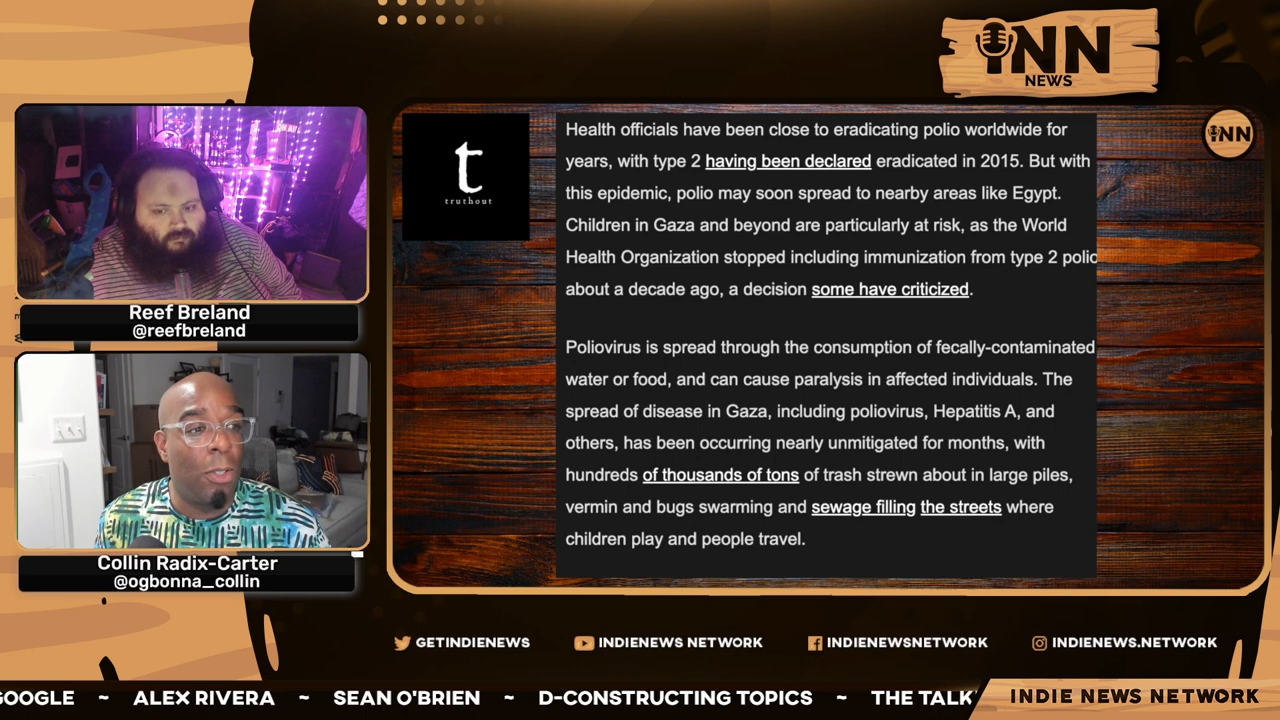 INN
NEWS
Reef Breland
@reefbreland
Collin Radix-Carter
@ogbonna_collin
t
truthout
INN
Health officials have been close to eradicating polio worldwide for
years, with type 2 having been declared eradicated in 2015. But with
this epidemic, polio may soon spread to nearby areas like Egypt.
Children in Gaza and beyond are particularly at risk, as the World
Health Organization stopped including immunization from type 2 polio
about a decade ago, a decision some have criticized.
Poliovirus is spread through the consumption of fecally-contaminated
water or food, and can cause paralysis in affected individuals. The
spread of disease in Gaza, including poliovirus, Hepatitis A, and
others, has been occurring nearly unmitigated for months, with
hundreds of thousands of tons of trash strewn about in large piles,
vermin and bugs swarming and sewage filling the streets where
children play and people travel.
GETINDIENEWS
INDIENEWS NETWORK
INDIENEWSNETWORK
INDIENEWS.NETWORK
GOOGLE ~ ALEX RIVERA ~ SEAN O'BRIEN ~ D-CONSTRUCTING TOPICS ~ THE TALK
INDIE NEWS NETWORK